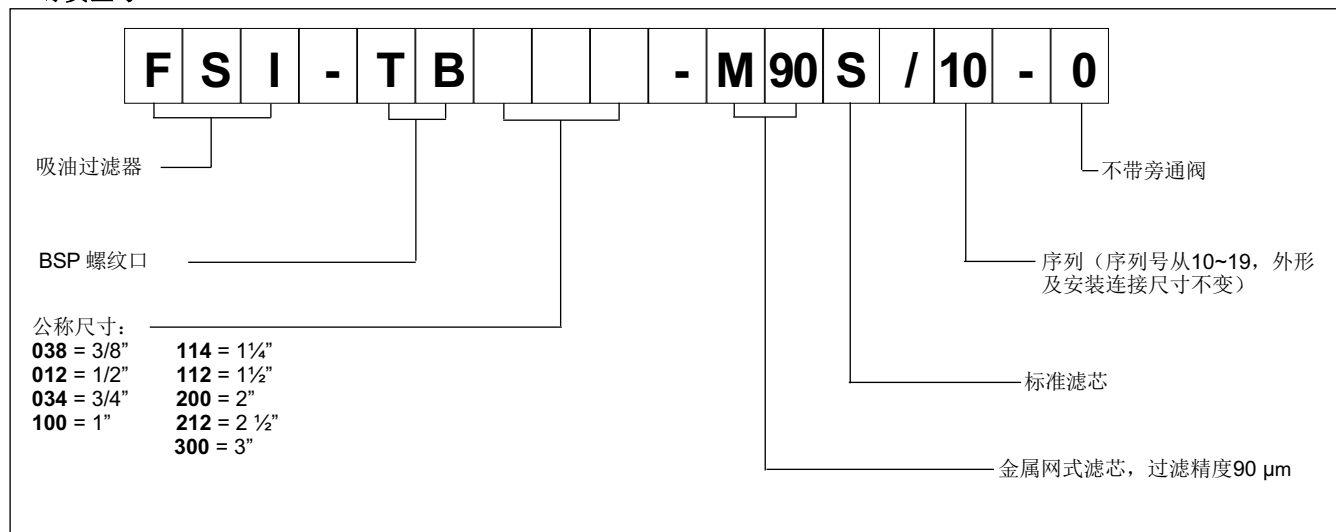 F S I - T B - M 90 S / 10 - 0
吸油过滤器
不带旁通阀
BSP 螺纹口
序列（序列号从10~19，外形
及安装连接尺寸不变）
公称尺寸：
038 = 3/8” 114 = 1¼”
012 = 1/2” 112 = 1½”
034 = 3/4” 200 = 2”
100 = 1” 212 = 2 ½”
300 = 3”
标准滤芯
金属网式滤芯，过滤精度90 μm